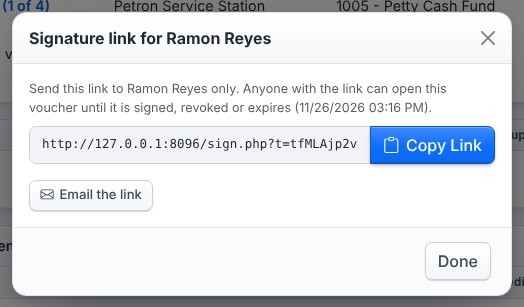 (1 of 4) Petron Service Station 1005 - Petty Cash Fund
Signature link for Ramon Reyes
Send this link to Ramon Reyes only. Anyone with the link can open this
voucher until it is signed, revoked or expires (11/26/2026 03:16 PM).
http://127.0.0.1:8096/sign.php?t=tfMLAjp2v
Copy Link
Email the link
Done